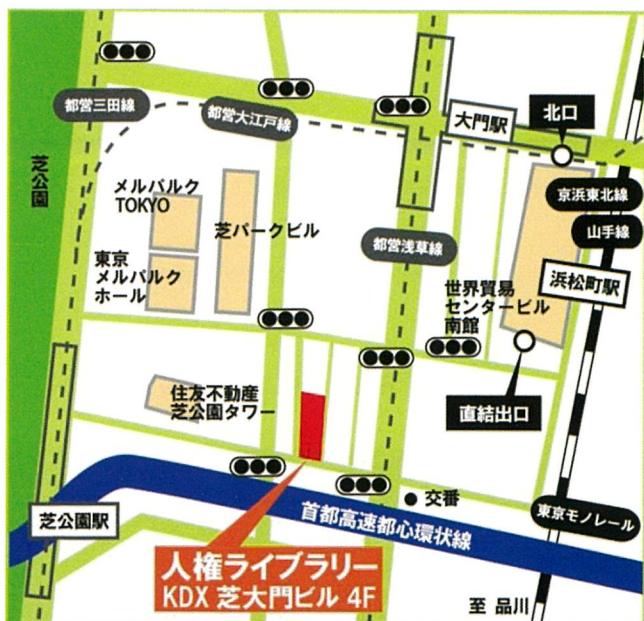 都営三田線
都営大江戸線
大門駅
北口
芝公園
メルパルク
TOKYO
芝パークビル
京浜東北線
山手線
都営浅草線
浜松町駅
東京
メルパルク
ホール
世界貿易
センタービル
南館
住友不動産
芝公園タワー
直結出口
交番
芝公園駅
首都高速都心環状線
東京モノレール
人権ライブラリー
KDX 芝大門ビル 4F
至 品川